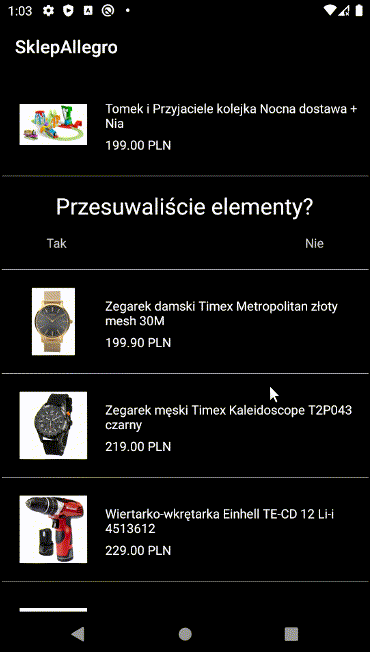 1:03
SklepAllegro
Tomek i Przyjaciele kolejka Nocna dostawa +
Nia
199.00 PLN
Przesuwaliście elementy?
Tak
Nie
Zegarek damski Timex Metropolitan złoty
mesh 30M
199.90 PLN
Zegarek męski Timex Kaleidoscope T2P043
czarny
219.00 PLN
Wiertarko-wkrętarka Einhell TE-CD 12 Li-i
4513612
229.00 PLN